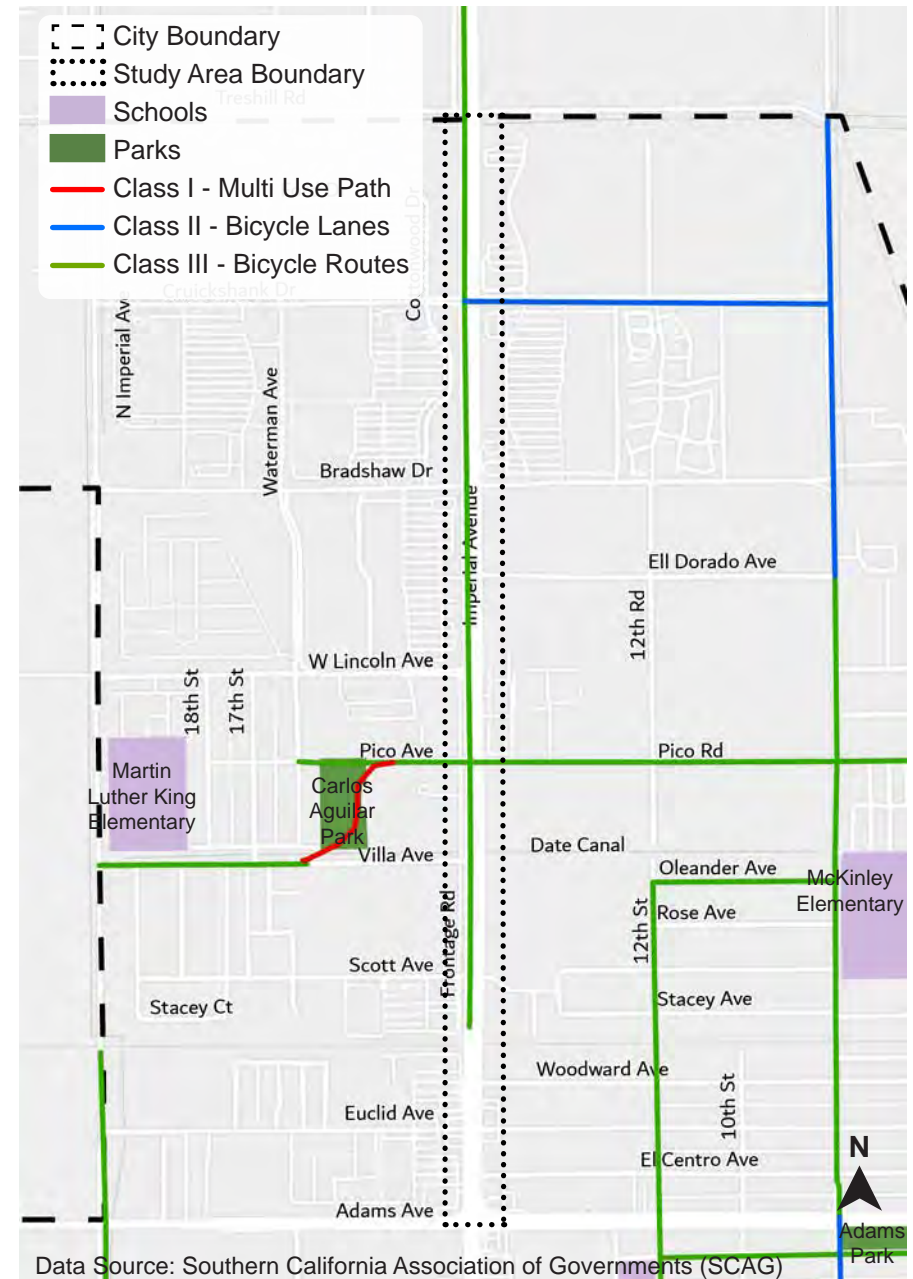 City Boundary
Study Area Boundary
Schools
Treshill Rd
Parks
Class I - Multi Use Path
Class II - Bicycle Lanes
Class III - Bicycle Routes
Cottonwood Dr
Cruickshank Dr
N Imperial Ave
Waterman Ave
Bradshaw Dr
Imperial Avenue
Ell Dorado Ave
12th Rd
W Lincoln Ave
18th St
17th St
Pico Ave
Pico Rd
Martin
Luther King
Elementary
Carlos
Aguilar
Park
Villa Ave
Date Canal
Oleander Ave
McKinley
Elementary
12th St
Rose Ave
Frontage Rd
Scott Ave
Stacey Ct
Stacey Ave
Woodward Ave
10th St
Euclid Ave
El Centro Ave
N
Adams Ave
Adams
Park
Data Source: Southern California Association of Governments (SCAG)